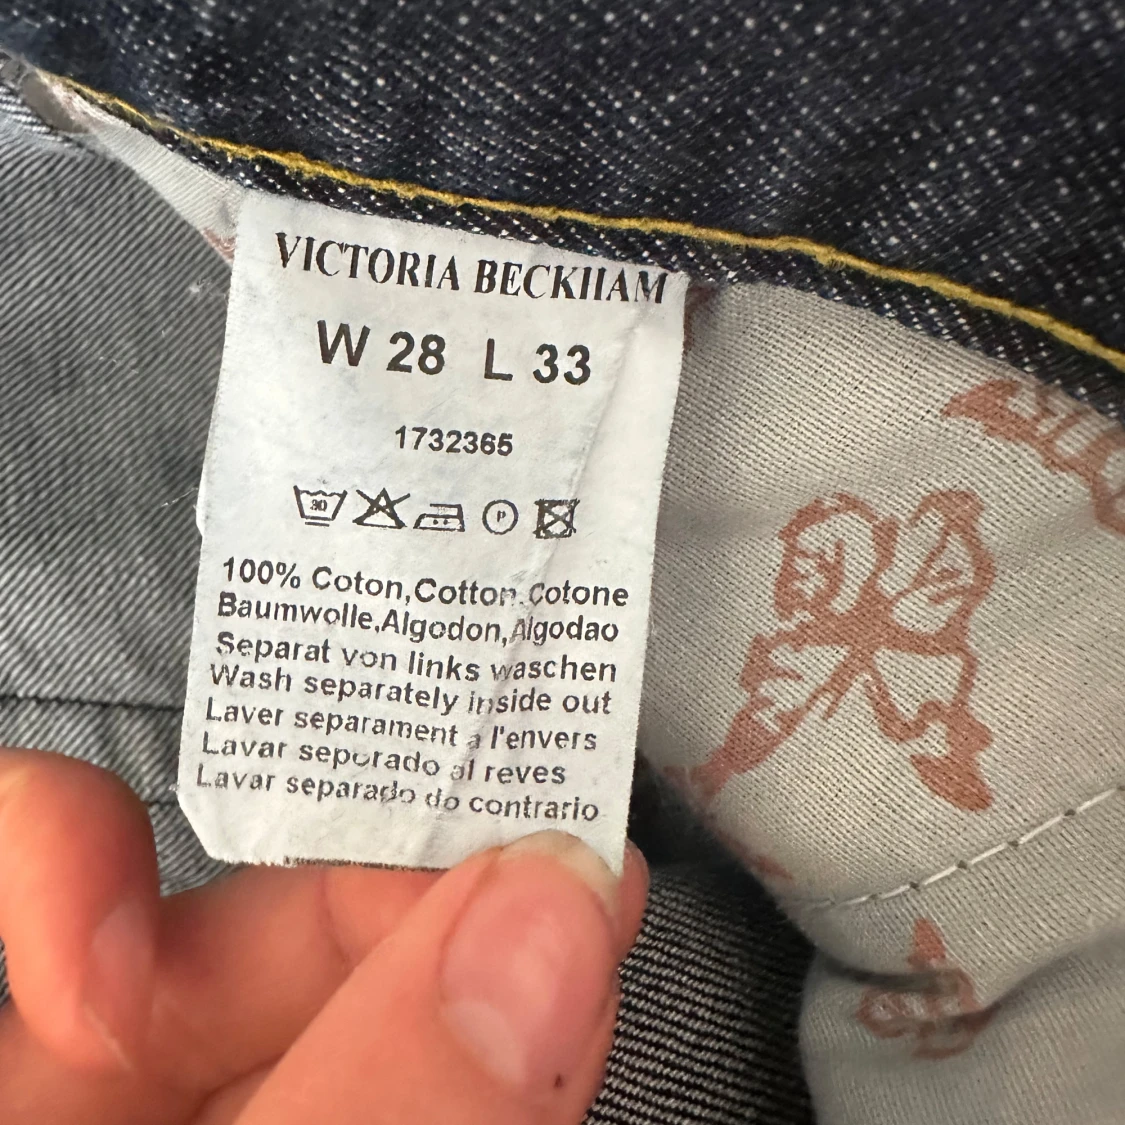 VICTORIA BECKHAM
W 28 L 33
1732365
30 P
100% Coton,Cotton,Cotone
Baumwolle,Algodon,Algodao
Separat von links waschen
Wash separately inside out
Laver separament a l'envers
Lavar seporado al reves
Lavar separado do contrario